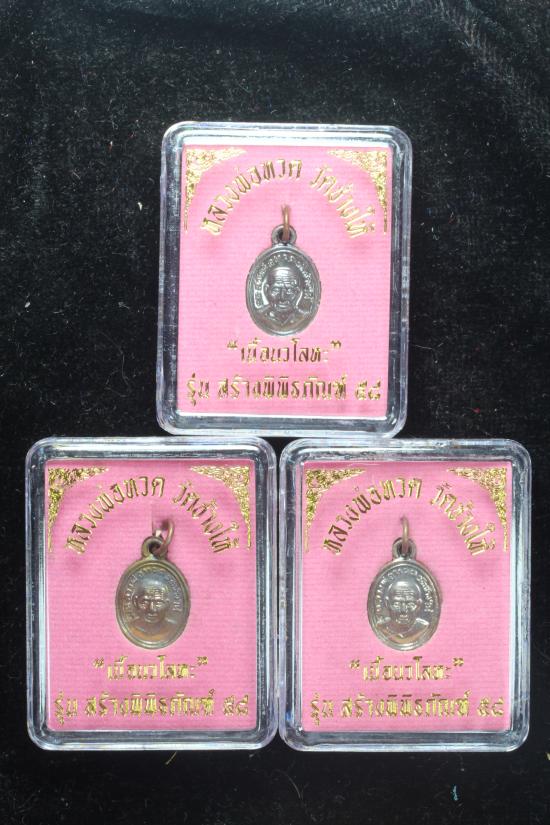 หลวงพ่อทวด วัดช้างให้
"เนื้อนวโลหะ"
รุ่น สร้างพิพิธภัณฑ์ ๕๔
หลวงพ่อทวด วัดช้างให้
"เนื้อนวโลหะ"
รุ่น สร้างพิพิธภัณฑ์ ๕๔
หลวงพ่อทวด วัดช้างให้
"เนื้อนวโลหะ"
รุ่น สร้างพิพิธภัณฑ์ ๕๔